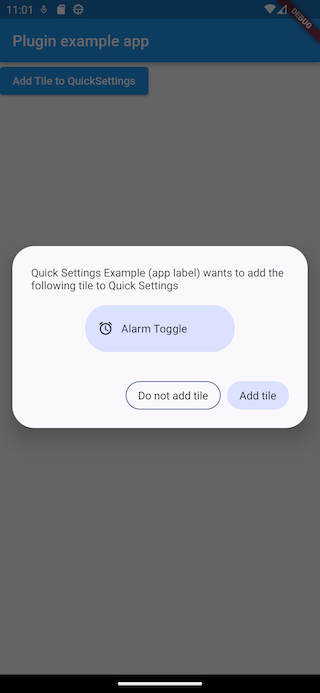 11:01
DEBUG
Plugin example app
Add Tile to QuickSettings
Quick Settings Example (app label) wants to add the
following tile to Quick Settings
Alarm Toggle
Do not add tile
Add tile